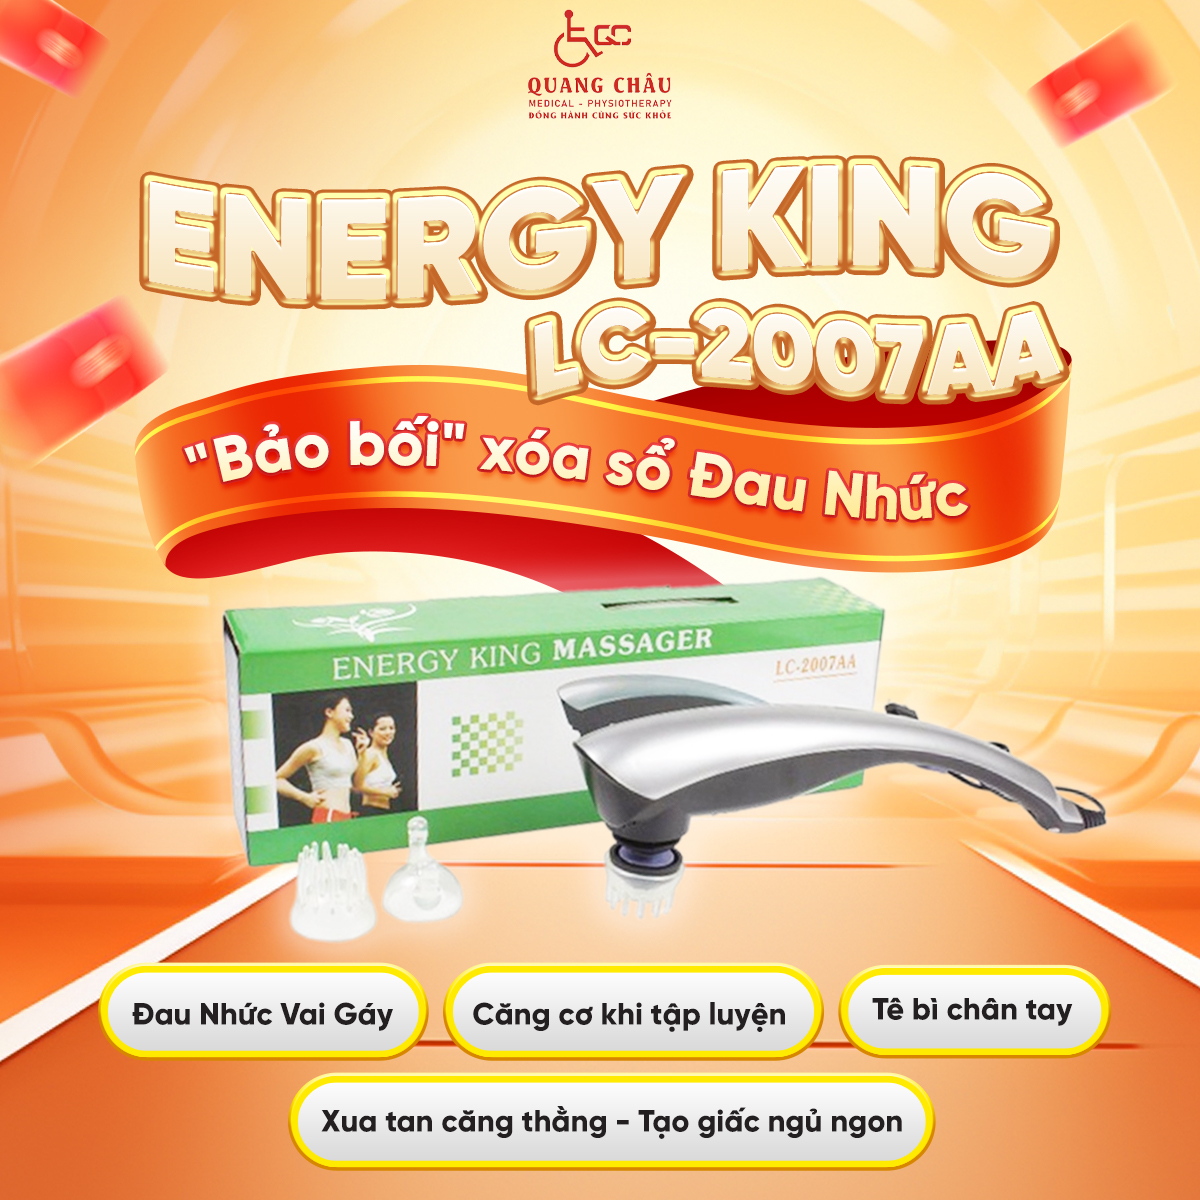 QC
QUANG CHÂU
MEDICAL - PHYSIOTHERAPY
ĐỒNG HÀNH CÙNG SỨC KHỎE
ENERGY KING
LC-2007AA
"Bảo bối" xóa sổ Đau Nhức
ENERGY KING MASSAGER
LC-2007AA
Đau Nhức Vai Gáy
Căng cơ khi tập luyện
Tê bì chân tay
Xua tan căng thẳng - Tạo giấc ngủ ngon